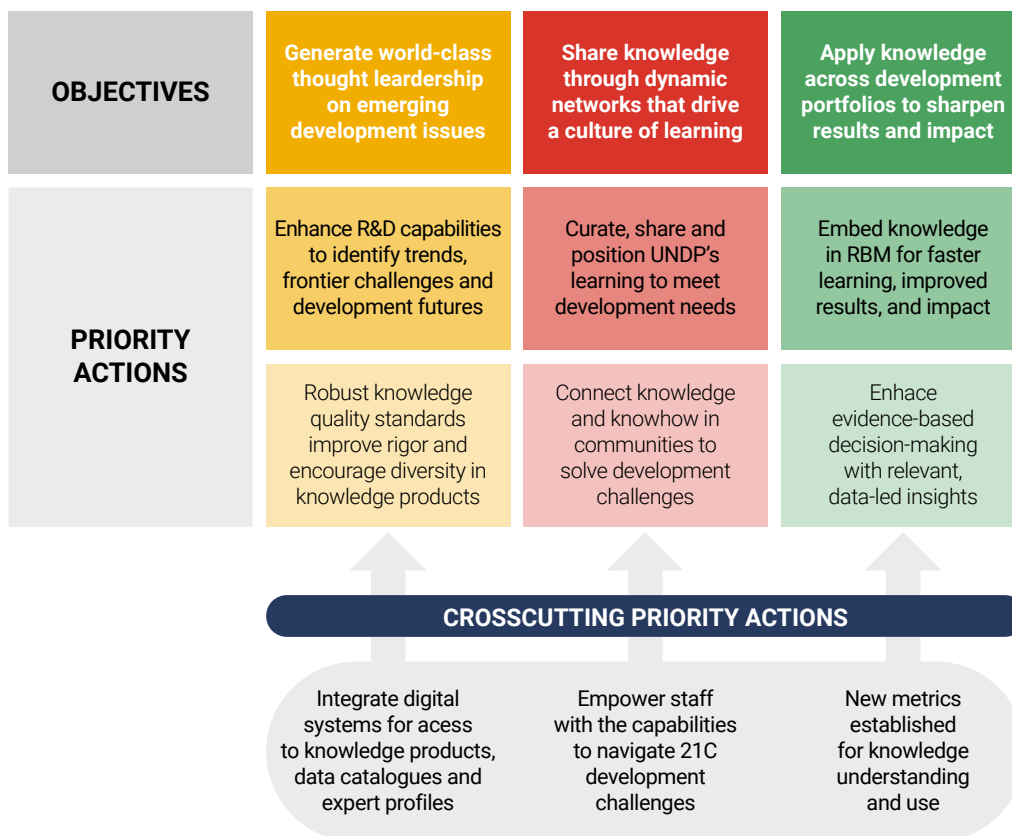 OBJECTIVES
Generate world-class
thought leardership
on emerging
development issues
Share knowledge
through dynamic
networks that drive
a culture of learning
Apply knowledge
across development
portfolios to sharpen
results and impact
PRIORITY
ACTIONS
Enhance R&D capabilities
to identify trends,
frontier challenges and
development futures
Curate, share and
position UNDP’s
learning to meet
development needs
Embed knowledge
in RBM for faster
learning, improved
results, and impact
Robust knowledge
quality standards
improve rigor and
encourage diversity in
knowledge products
Connect knowledge
and knowhow in
communities to
solve development
challenges
Enhace
evidence-based
decision-making
with relevant,
data-led insights
CROSSCUTTING PRIORITY ACTIONS
Integrate digital
systems for acess
to knowledge products,
data catalogues and
expert profiles
Empower staff
with the capabilities
to navigate 21C
development
challenges
New metrics
established
for knowledge
understanding
and use